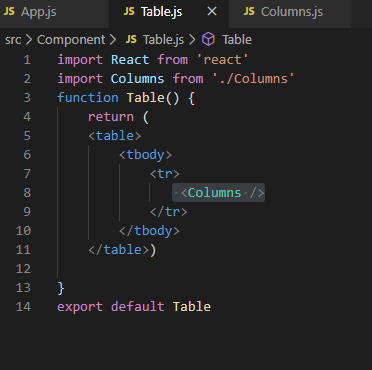 JS App.js JS Table.js × JS Columns.js
src > Component > JS Table.js > Table
1 import React from 'react'
2 import Columns from './Columns'
3 function Table() {
4 return (
5 <table>
6 <tbody>
7 <tr>
8 <Columns />
9 </tr>
10 </tbody>
11 </table>)
12
13 }
14 export default Table